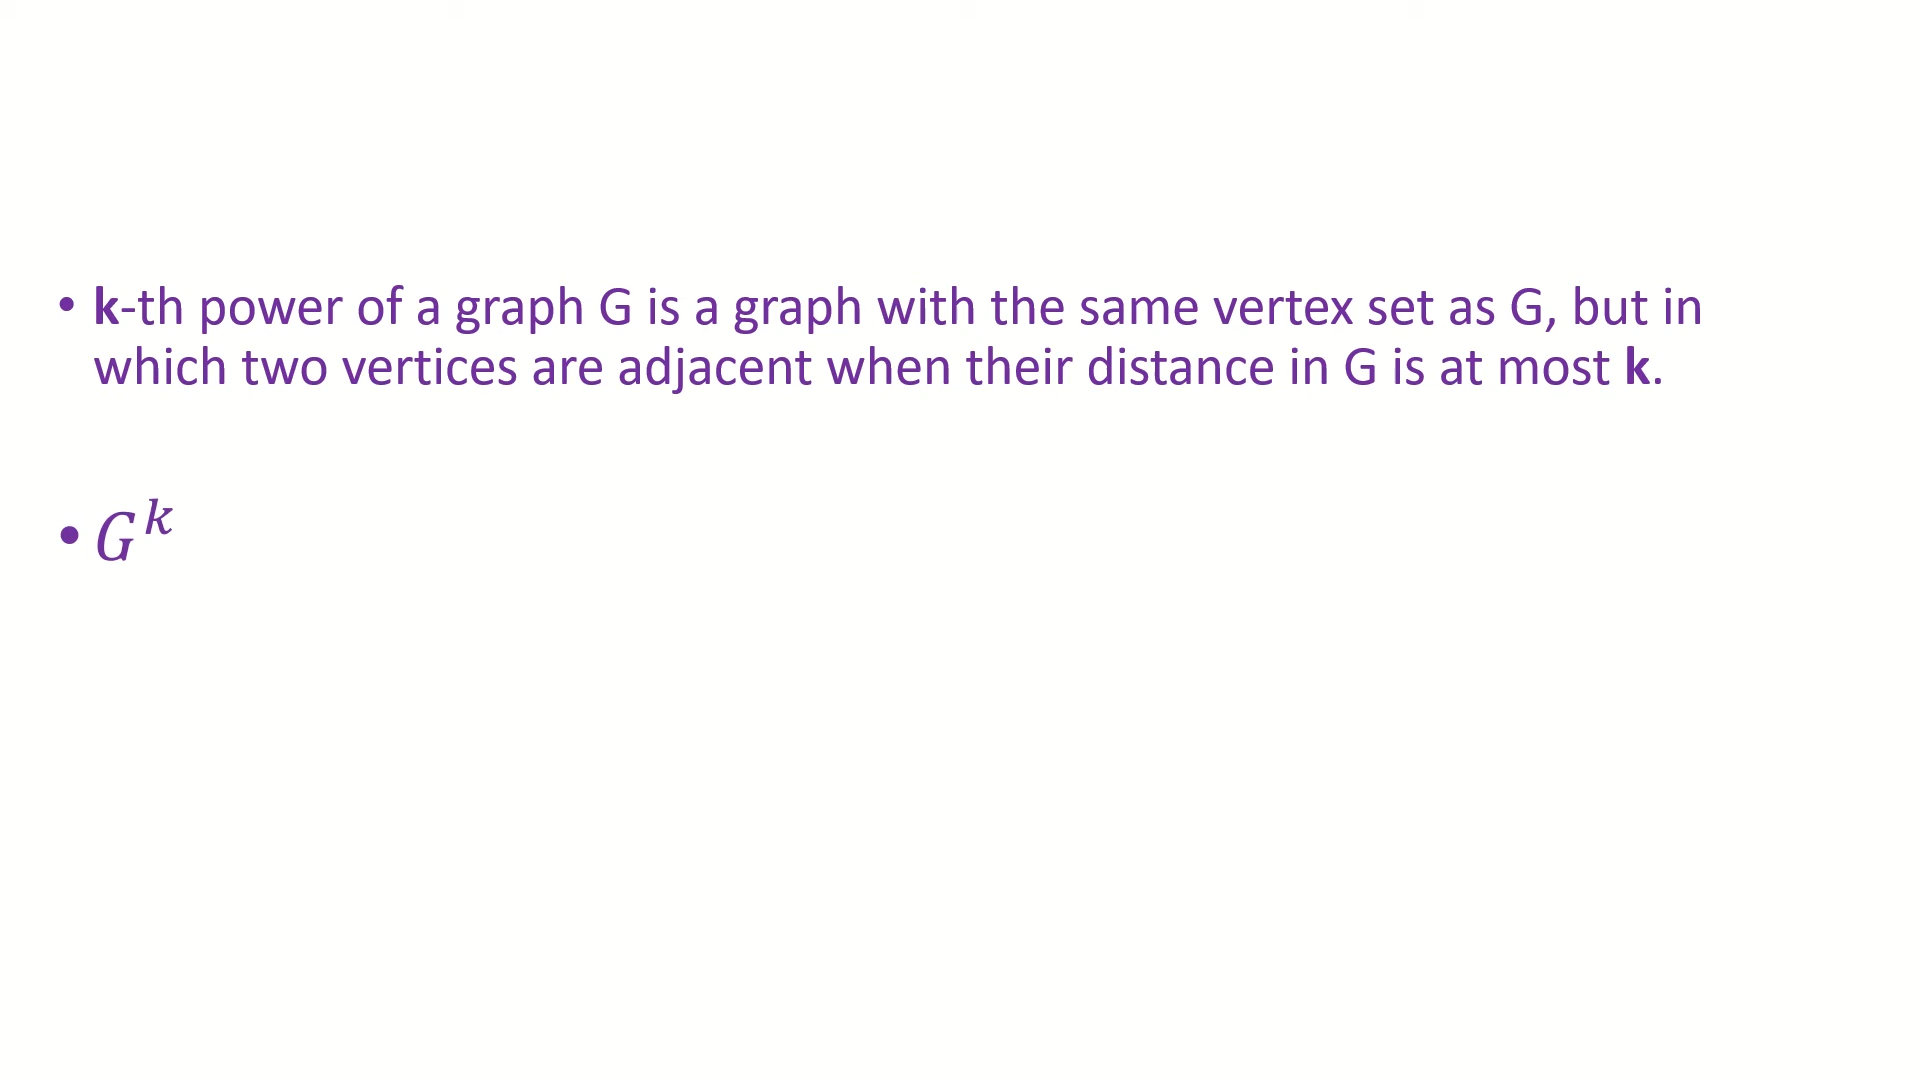 • k-th power of a graph G is a graph with the same vertex set as G, but in
which two vertices are adjacent when their distance in G is at most k.
• G^k